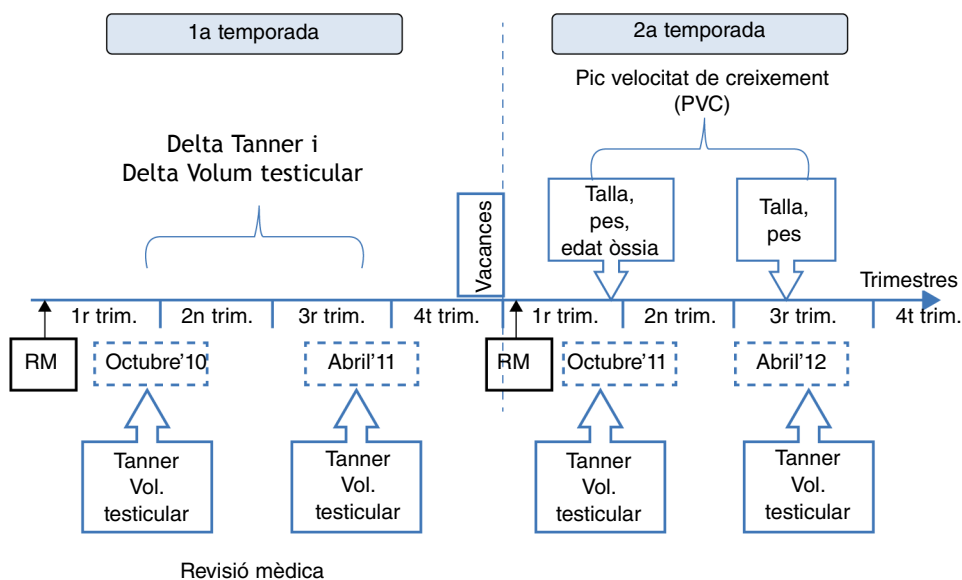 1a temporada
2a temporada
Pic velocitat de creixement
(PVC)
Delta Tanner i
Delta Volum testicular
Vacances
Talla,
pes,
edat òssia
Talla,
pes
Trimestres
1r trim.
2n trim.
3r trim.
4t trim.
1r trim.
2n trim.
3r trim.
4t trim.
RM
Octubre'10
Abril'11
RM
Octubre'11
Abril'12
Tanner
Vol.
testicular
Tanner
Vol.
testicular
Tanner
Vol.
testicular
Tanner
Vol.
testicular
Revisió mèdica